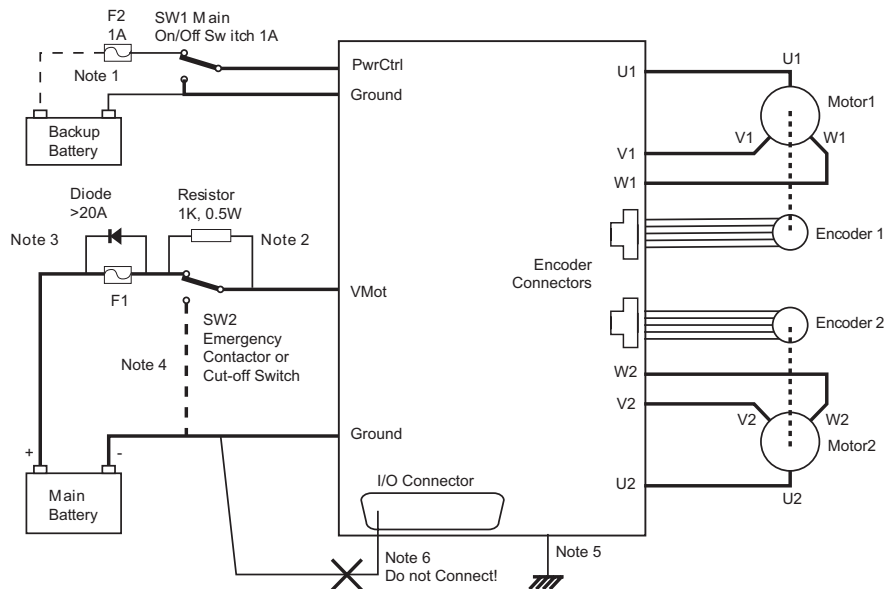 F2
1A
SW1 Main
On/Off Switch 1A
Note 1
Backup
Battery
PwrCtrl
Ground
Diode
>20A
Resistor
1K, 0.5W
Note 3
Note 2
F1
VMot
SW2
Emergency
Contactor or
Cut-off Switch
Note 4
Ground
+
-
Main
Battery
I/O Connector
Note 6
Do not Connect!
Note 5
Encoder
Connectors
U1
U1
Motor1
V1
W1
V1
W1
Encoder 1
Encoder 2
W2
V2
V2
W2
Motor2
U2
U2